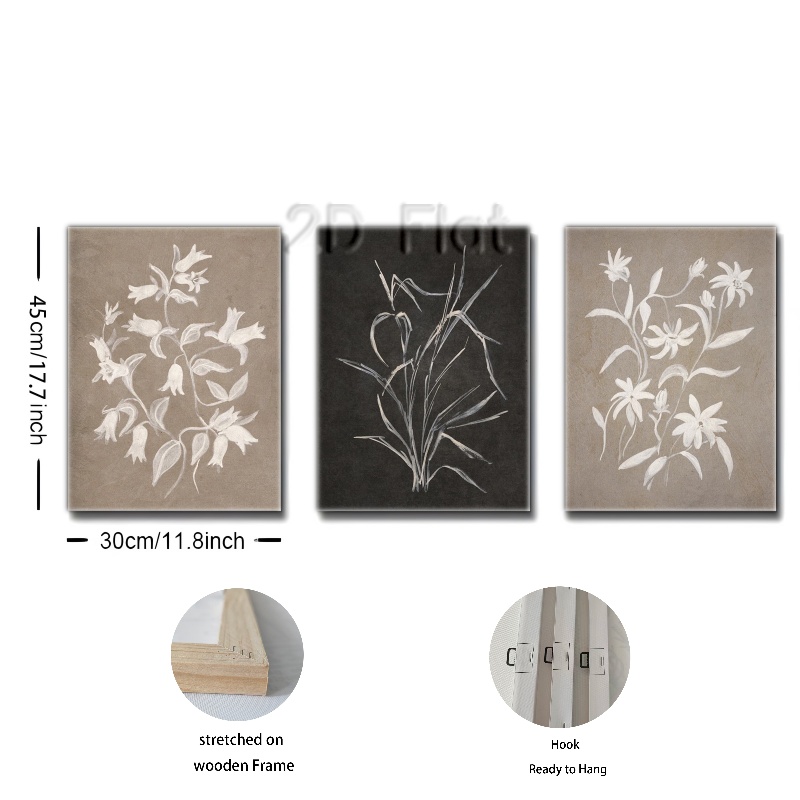 2D Flat
45cm/17.7inch
30cm/11.8inch
stretched on
wooden Frame
Hook
Ready to Hang